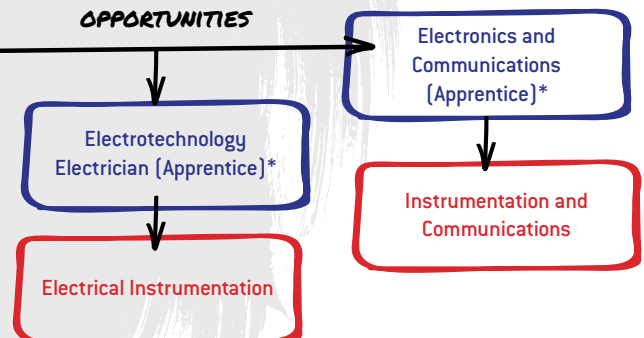 OPPORTUNITIES
Electronics and
Communications
(Apprentice)*
Electrotechnology
Electrician (Apprentice)*
Instrumentation and
Communications
Electrical Instrumentation